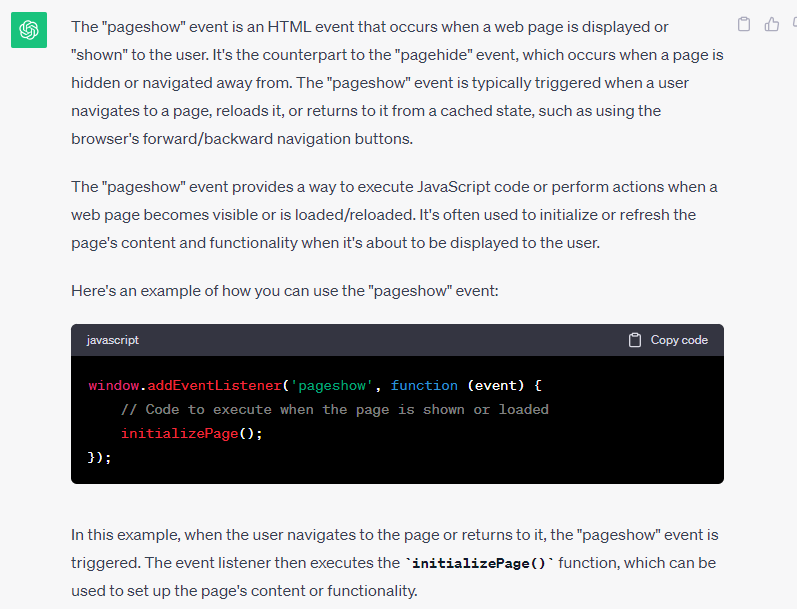 The "pageshow" event is an HTML event that occurs when a web page is displayed or
"shown" to the user. It's the counterpart to the "pagehide" event, which occurs when a page is
hidden or navigated away from. The "pageshow" event is typically triggered when a user
navigates to a page, reloads it, or returns to it from a cached state, such as using the
browser's forward/backward navigation buttons.
The "pageshow" event provides a way to execute JavaScript code or perform actions when a
web page becomes visible or is loaded/reloaded. It's often used to initialize or refresh the
page's content and functionality when it's about to be displayed to the user.
Here's an example of how you can use the "pageshow" event:
javascript Copy code
window.addEventListener('pageshow', function (event) {
    // Code to execute when the page is shown or loaded
    initializePage();
});
In this example, when the user navigates to the page or returns to it, the "pageshow" event is
triggered. The event listener then executes the `initializePage()` function, which can be
used to set up the page's content or functionality.